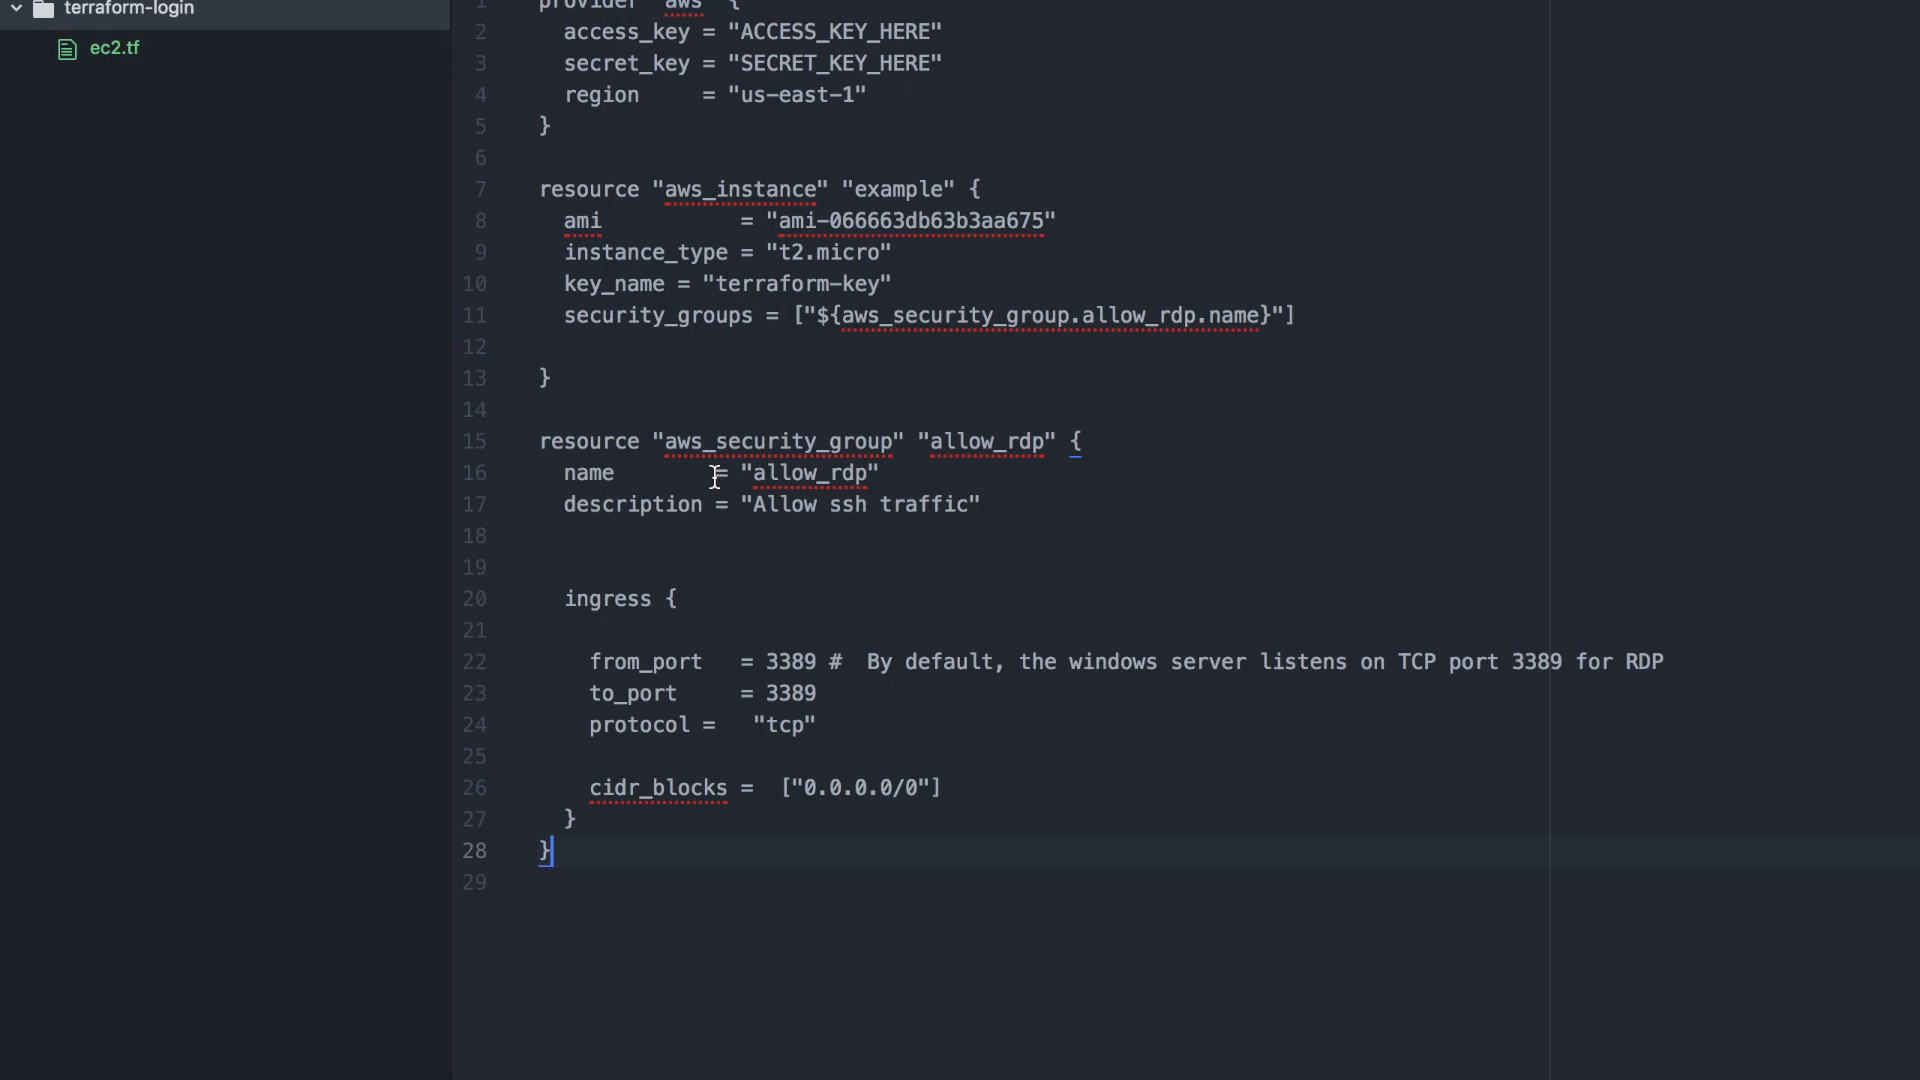 terraform-login
ec2.tf
1 provider "aws" {
2 access_key = "ACCESS_KEY_HERE"
3 secret_key = "SECRET_KEY_HERE"
4 region     = "us-east-1"
5 }
6
7 resource "aws_instance" "example" {
8   ami           = "ami-066663db63b3aa675"
9   instance_type = "t2.micro"
10   key_name = "terraform-key"
11   security_groups = ["${aws_security_group.allow_rdp.name}"]
12
13 }
14
15 resource "aws_security_group" "allow_rdp" {
16   name        = "allow_rdp"
17   description = "Allow ssh traffic"
18
19
20   ingress {
21
22     from_port   = 3389 #  By default, the windows server listens on TCP port 3389 for RDP
23     to_port     = 3389
24     protocol =   "tcp"
25
26     cidr_blocks =  ["0.0.0.0/0"]
27   }
28 }
29